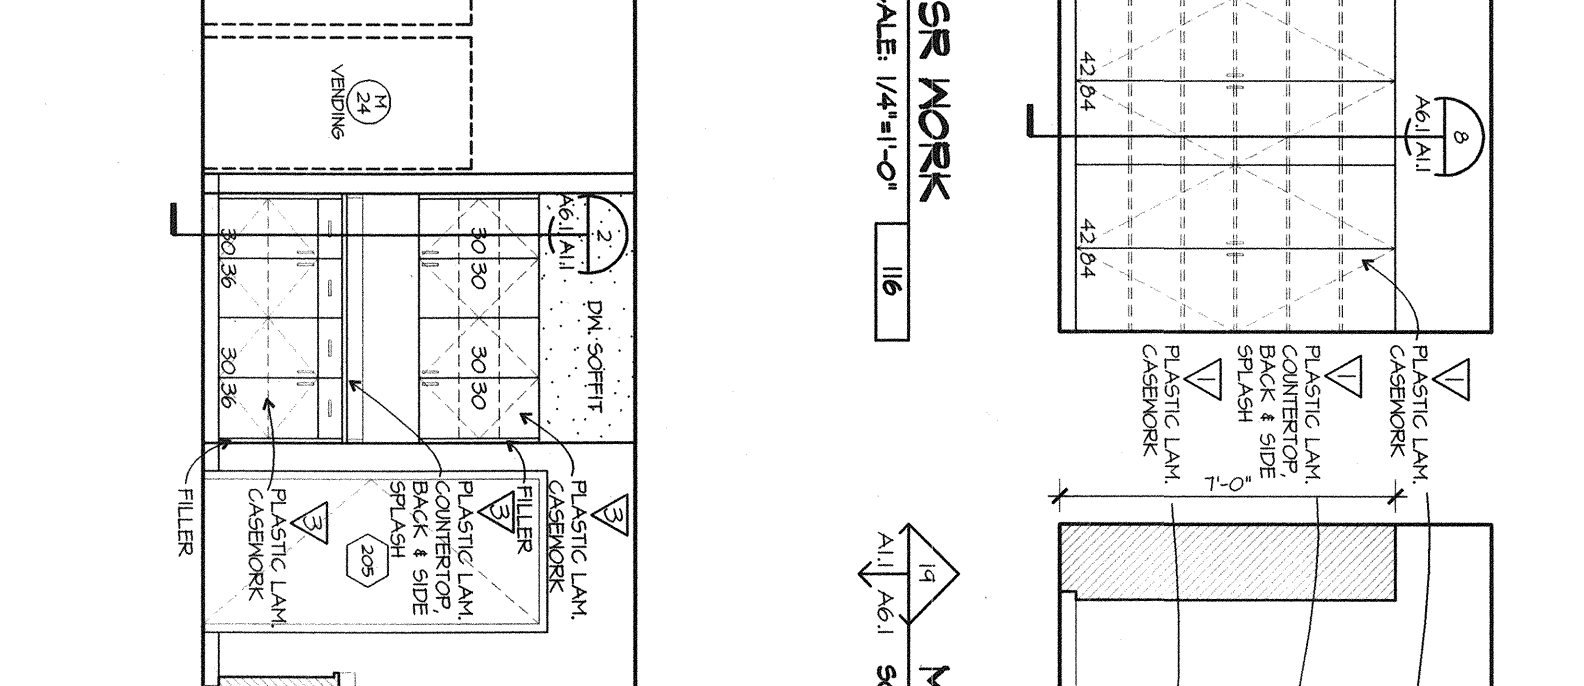 SR WORK
ALE: 1/4"=1'-0"
116
8
A6.1 A1.1
42 84
42 84
1
PLASTIC LAM.
CASEWORK
1
PLASTIC LAM.
COUNTERTOP,
BACK & SIDE
SPLASH
1
PLASTIC LAM.
CASEWORK
7'-0"
19
A1.1 A6.1
M
24
VENDING
2
A6.1 A1.1
DW. SOFFIT
30 30
30 30
30 36
30 36
3
PLASTIC LAM.
CASEWORK
FILLER
3
PLASTIC LAM.
COUNTERTOP,
BACK & SIDE
SPLASH
205
3
PLASTIC LAM.
CASEWORK
FILLER